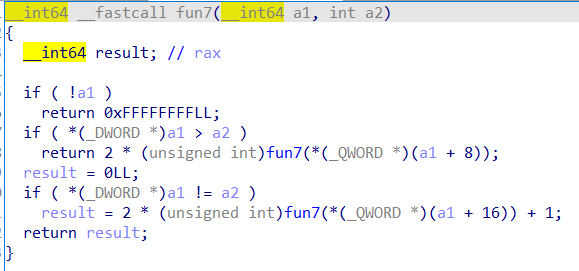 __int64 __fastcall fun7(__int64 a1, int a2)
{
__int64 result; // rax
if ( !a1 )
return 0xFFFFFFFFLL;
if ( *(_DWORD *)a1 > a2 )
return 2 * (unsigned int)fun7(*(_QWORD *)(a1 + 8));
result = 0LL;
if ( *(_DWORD *)a1 != a2 )
result = 2 * (unsigned int)fun7(*(_QWORD *)(a1 + 16)) + 1;
return result;
}